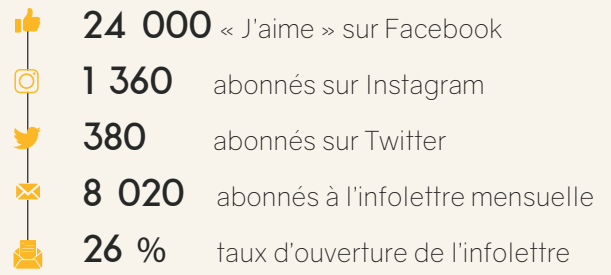 24 000 « J’aime » sur Facebook
1 360 abonnés sur Instagram
380 abonnés sur Twitter
8 020 abonnés à l’infolettre mensuelle
26 % taux d’ouverture de l’infolettre